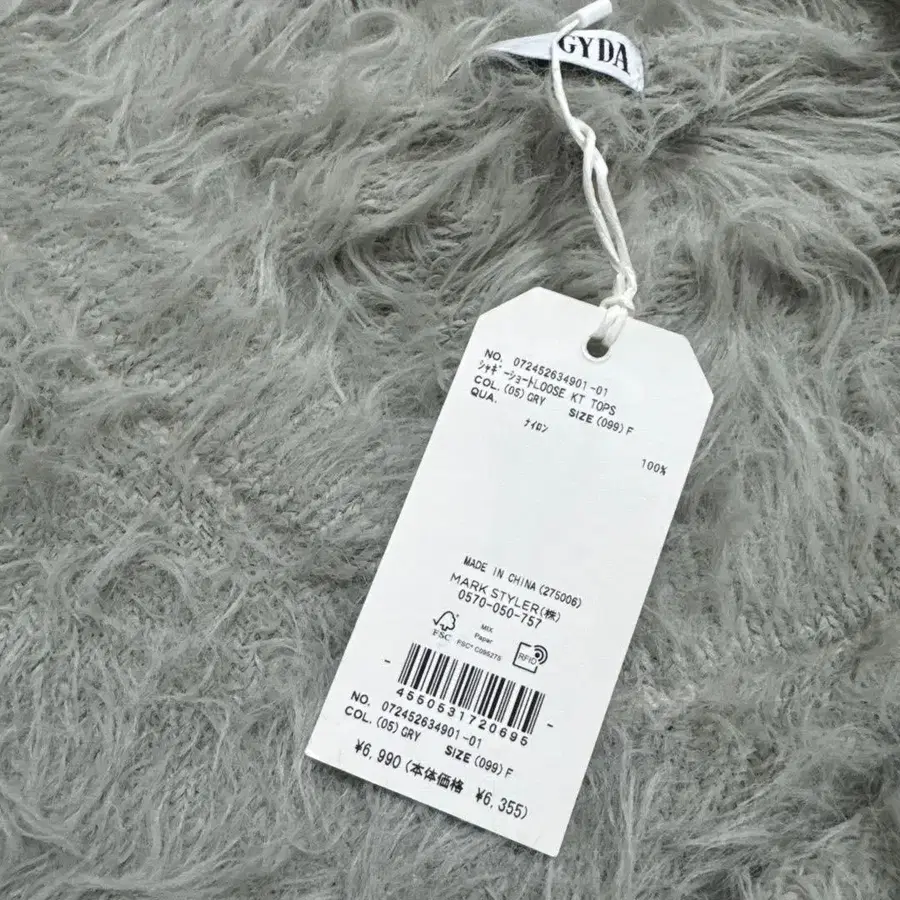 GYDA
NO. 072452634901-01
ｼｬｷﾞｰｼｮｰﾄLOOSE KT TOPS
COL. (05) GRY SIZE (099) F
QUA.
ﾅｲﾛﾝ
100%
MADE IN CHINA (275006)
MARK STYLER(株)
0570-050-757
FSC
MIX
Paper
FSC® C095275
RFID
4550531720695
NO. 072452634901-01
COL. (05) GRY SIZE (099) F
¥6,990 (本体価格 ¥6,355)